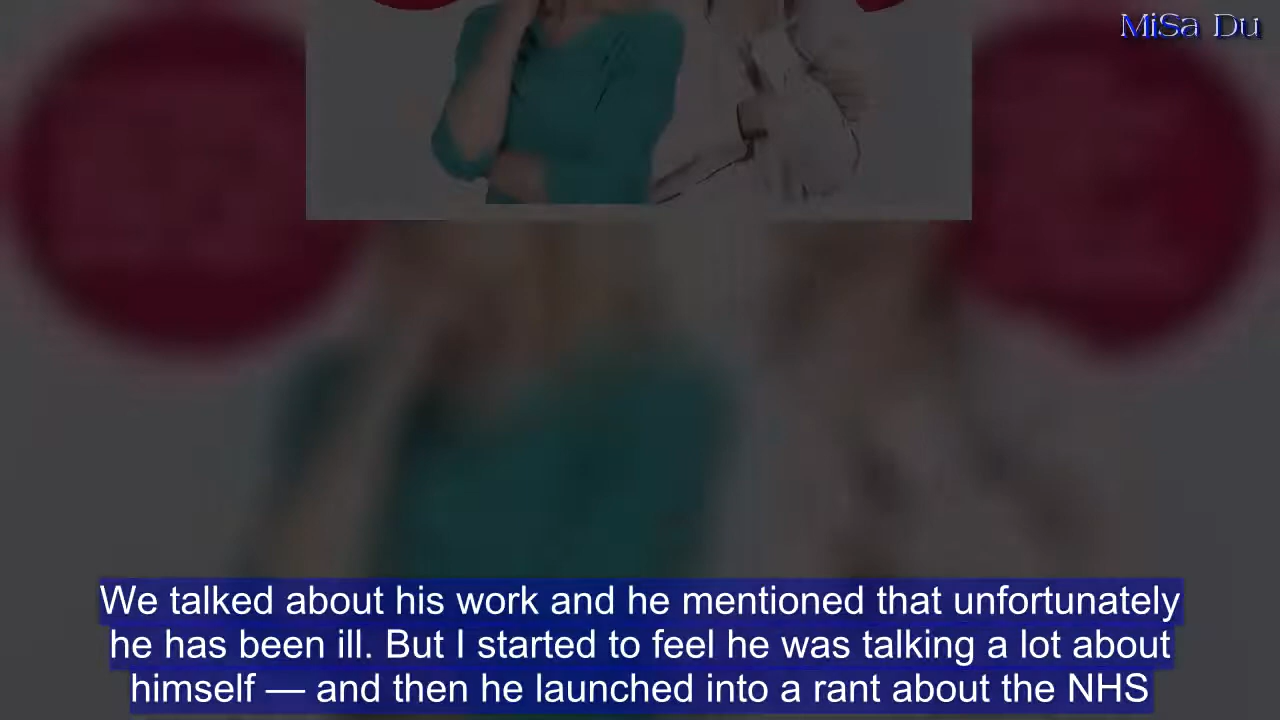 MiSa Du
We talked about his work and he mentioned that unfortunately
he has been ill. But I started to feel he was talking a lot about
himself — and then he launched into a rant about the NHS